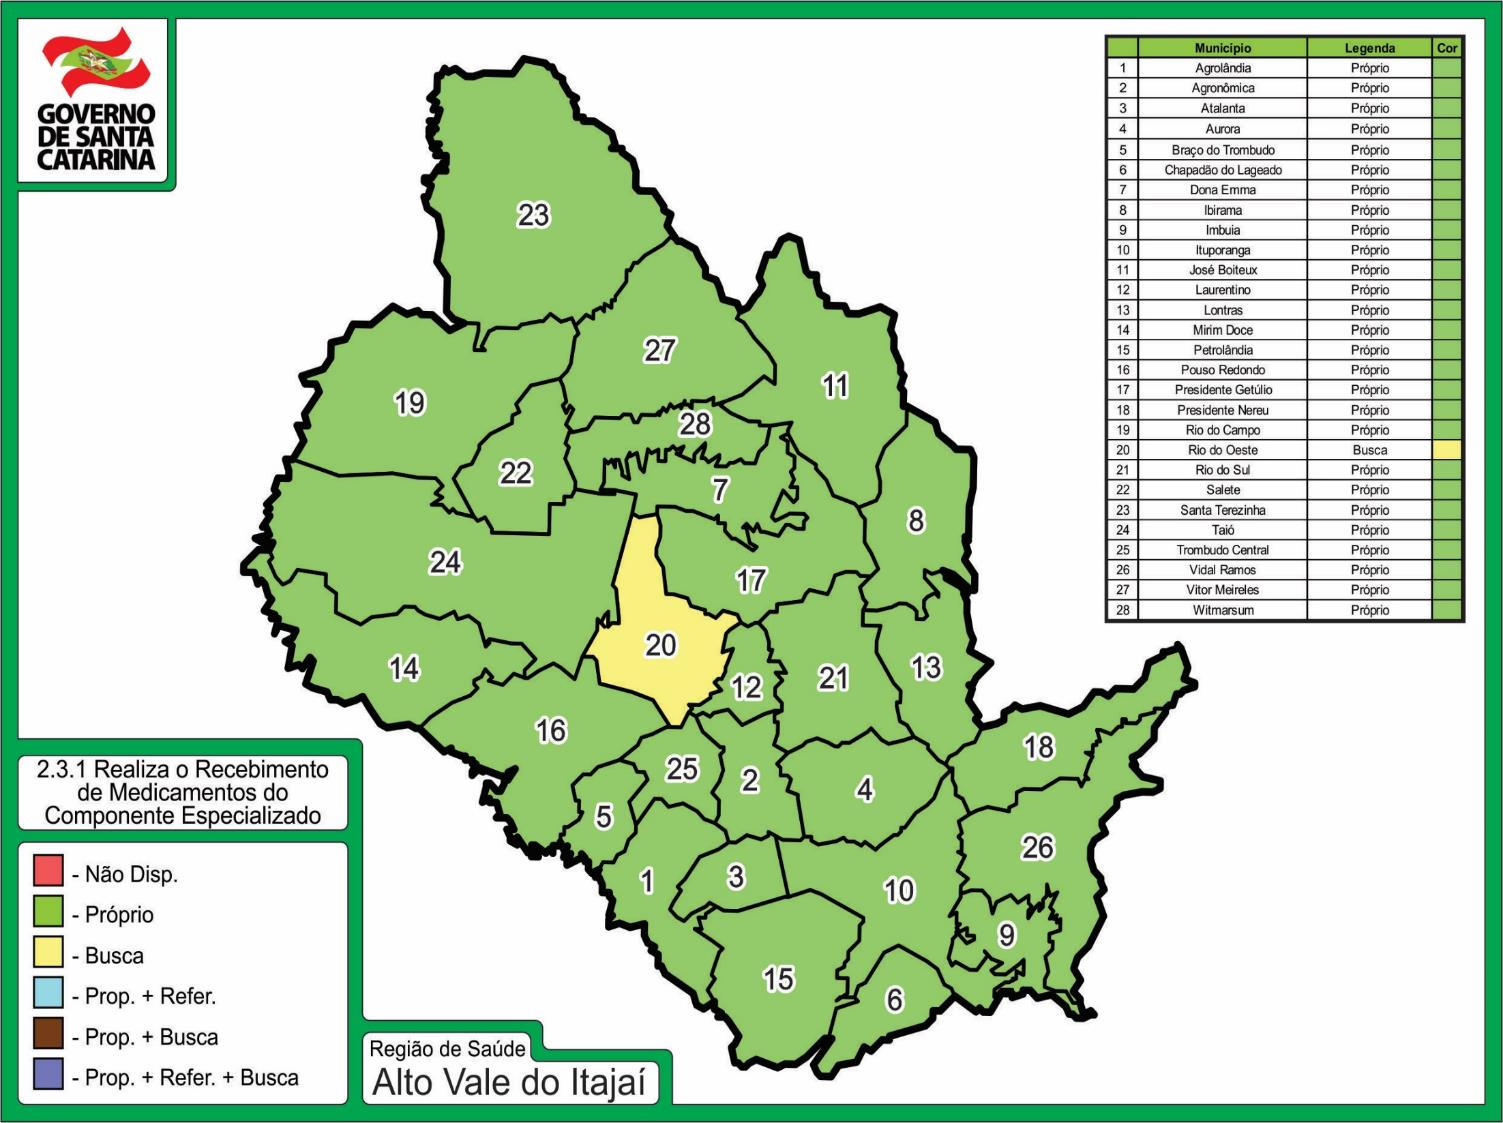 GOVERNO
DE SANTA
CATARINA
Município Legenda Cor
1 Agrolândia Próprio
2 Agronômica Próprio
3 Atalanta Próprio
4 Aurora Próprio
5 Braço do Trombudo Próprio
6 Chapadão do Lageado Próprio
7 Dona Emma Próprio
8 Ibirama Próprio
9 Imbuia Próprio
10 Ituporanga Próprio
11 José Boiteux Próprio
12 Laurentino Próprio
13 Lontras Próprio
14 Mirim Doce Próprio
15 Petrolândia Próprio
16 Pouso Redondo Próprio
17 Presidente Getúlio Próprio
18 Presidente Nereu Próprio
19 Rio do Campo Próprio
20 Rio do Oeste Busca
21 Rio do Sul Próprio
22 Salete Próprio
23 Santa Terezinha Próprio
24 Taió Próprio
25 Trombudo Central Próprio
26 Vidal Ramos Próprio
27 Vitor Meireles Próprio
28 Witmarsum Próprio
23
27
11
19
28
22
7
8
24
17
20
14
12
21
13
16
18
25
2
4
5
26
1
3
10
9
15
6
2.3.1 Realiza o Recebimento
de Medicamentos do
Componente Especializado
- Não Disp.
- Próprio
- Busca
- Prop. + Refer.
- Prop. + Busca
- Prop. + Refer. + Busca
Região de Saúde
Alto Vale do Itajaí